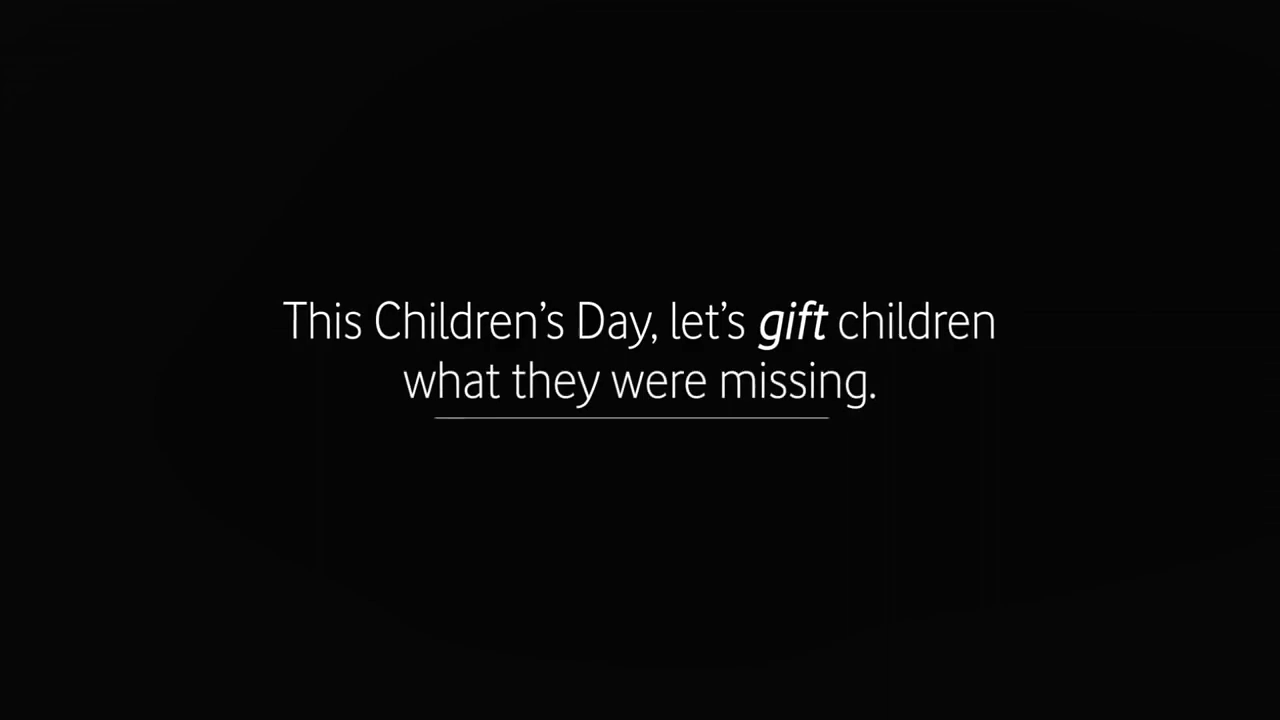 This Children’s Day, let’s gift children
what they were missing.